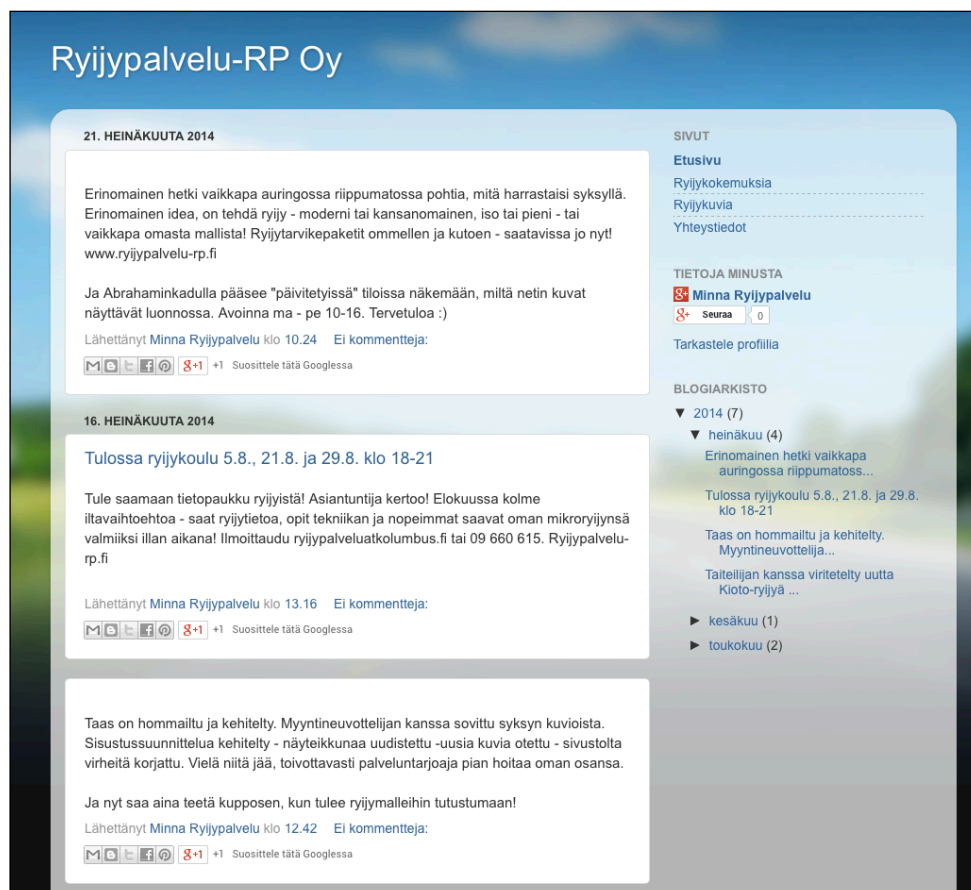 Ryijypalvelu-RP Oy
21. HEINÄKUUTA 2014
Erinomainen hetki vaikkapa auringossa riippumatossa pohtia, mitä harrastaisi syksyllä.
Erinomainen idea, on tehdä ryijy - moderni tai kansanomainen, iso tai pieni - tai
vaikkapa omasta mallista! Ryijytarvikepaketit ommellen ja kutoen - saatavissa jo nyt!
www.ryijypalvelu-rp.fi
Ja Abrahaminkadulla pääsee "päivitetyissä" tiloissa näkemään, miltä netin kuvat
näyttävät luonnossa. Avoinna ma - pe 10-16. Tervetuloa :)
Lähettänyt Minna Ryijypalvelu klo 10.24 Ei kommentteja:
g+1 +1 Suosittele tätä Googlessa
16. HEINÄKUUTA 2014
Tulossa ryijykoulu 5.8., 21.8. ja 29.8. klo 18-21
Tule saamaan tietopaukku ryijyistä! Asiantuntija kertoo! Elokuussa kolme
iltavaihtoehtoa - saat ryijytietoa, opit tekniikan ja nopeimmat saavat oman mikroryijynsä
valmiiksi illan aikana! Ilmoittaudu ryijypalveluatkolumbus.fi tai 09 660 615. Ryijypalvelu-
rp.fi
Lähettänyt Minna Ryijypalvelu klo 13.16 Ei kommentteja:
g+1 +1 Suosittele tätä Googlessa
Taas on hommailtu ja kehitelty. Myyntineuvottelijan kanssa sovittu syksyn kuvioista.
Sisustussuunnittelua kehitelty - näyteikkunaa uudistettu -uusia kuvia otettu - sivustolta
virheitä korjattu. Vielä niitä jää, toivottavasti palveluntarjoaja pian hoitaa oman osansa.
Ja nyt saa aina teetä kupposen, kun tulee ryijymalleihin tutustumaan!
Lähettänyt Minna Ryijypalvelu klo 12.42 Ei kommentteja:
g+1 +1 Suosittele tätä Googlessa
SIVUT
Etusivu
Ryijykokemuksia
Ryijykuvia
Yhteystiedot
TIETOJA MINUSTA
g+ Minna Ryijypalvelu
g+ Seuraa 0
Tarkastele profiilia
BLOGIARKISTO
▼ 2014 (7)
▼ heinäkuu (4)
Erinomainen hetki vaikkapa
auringossa riippumatoss...
Tulossa ryijykoulu 5.8., 21.8. ja 29.8.
klo 18-21
Taas on hommailtu ja kehitelty.
Myyntineuvottelija...
Taiteilijan kanssa viritetelty uutta
Kioto-ryijyä ...
► kesäkuu (1)
► toukokuu (2)